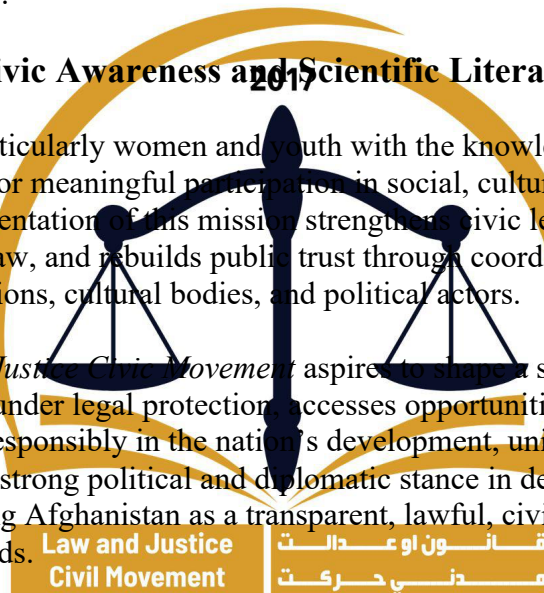 ivic Awareness and Scientific Litera
2017
ticularly women and youth with the knowl
or meaningful participation in social, cultur
entation of this mission strengthens civic le
aw, and rebuilds public trust through coord
ions, cultural bodies, and political actors.
Justice Civic Movement aspires to shape a s
under legal protection, accesses opportuniti
esponsibly in the nation's development, uni
strong political and diplomatic stance in de
g Afghanistan as a transparent, lawful, civi
ds.
Law and Justice
Civil Movement
قانون او عدالت
مدني حرکت